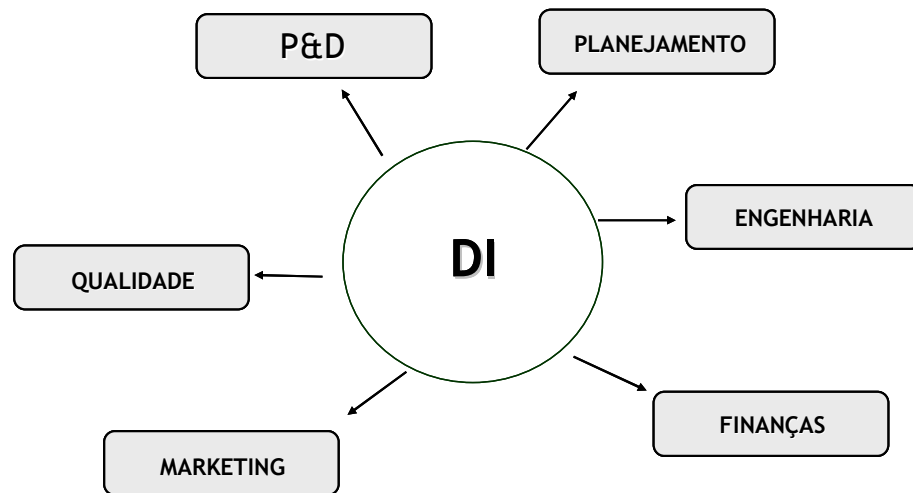 P&D
PLANEJAMENTO
ENGENHARIA
DI
QUALIDADE
FINANÇAS
MARKETING